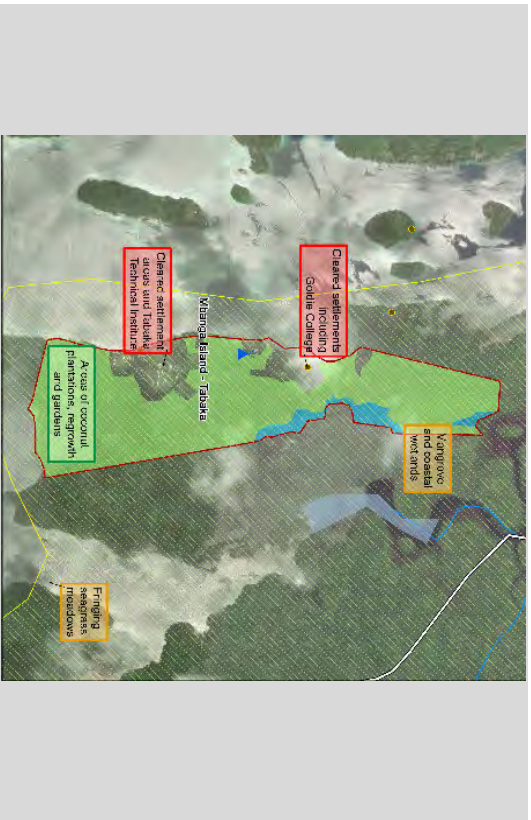 Cleared settlements
including
Goldie College
Cleared settlement
areas and Tabaka
Technical Institute
Mbanga Island - Tabaka
Mangrove
and coastal
wetlands
Areas of coconut
plantations, regrowth
and gardens
Fringing
seagrass
meadows